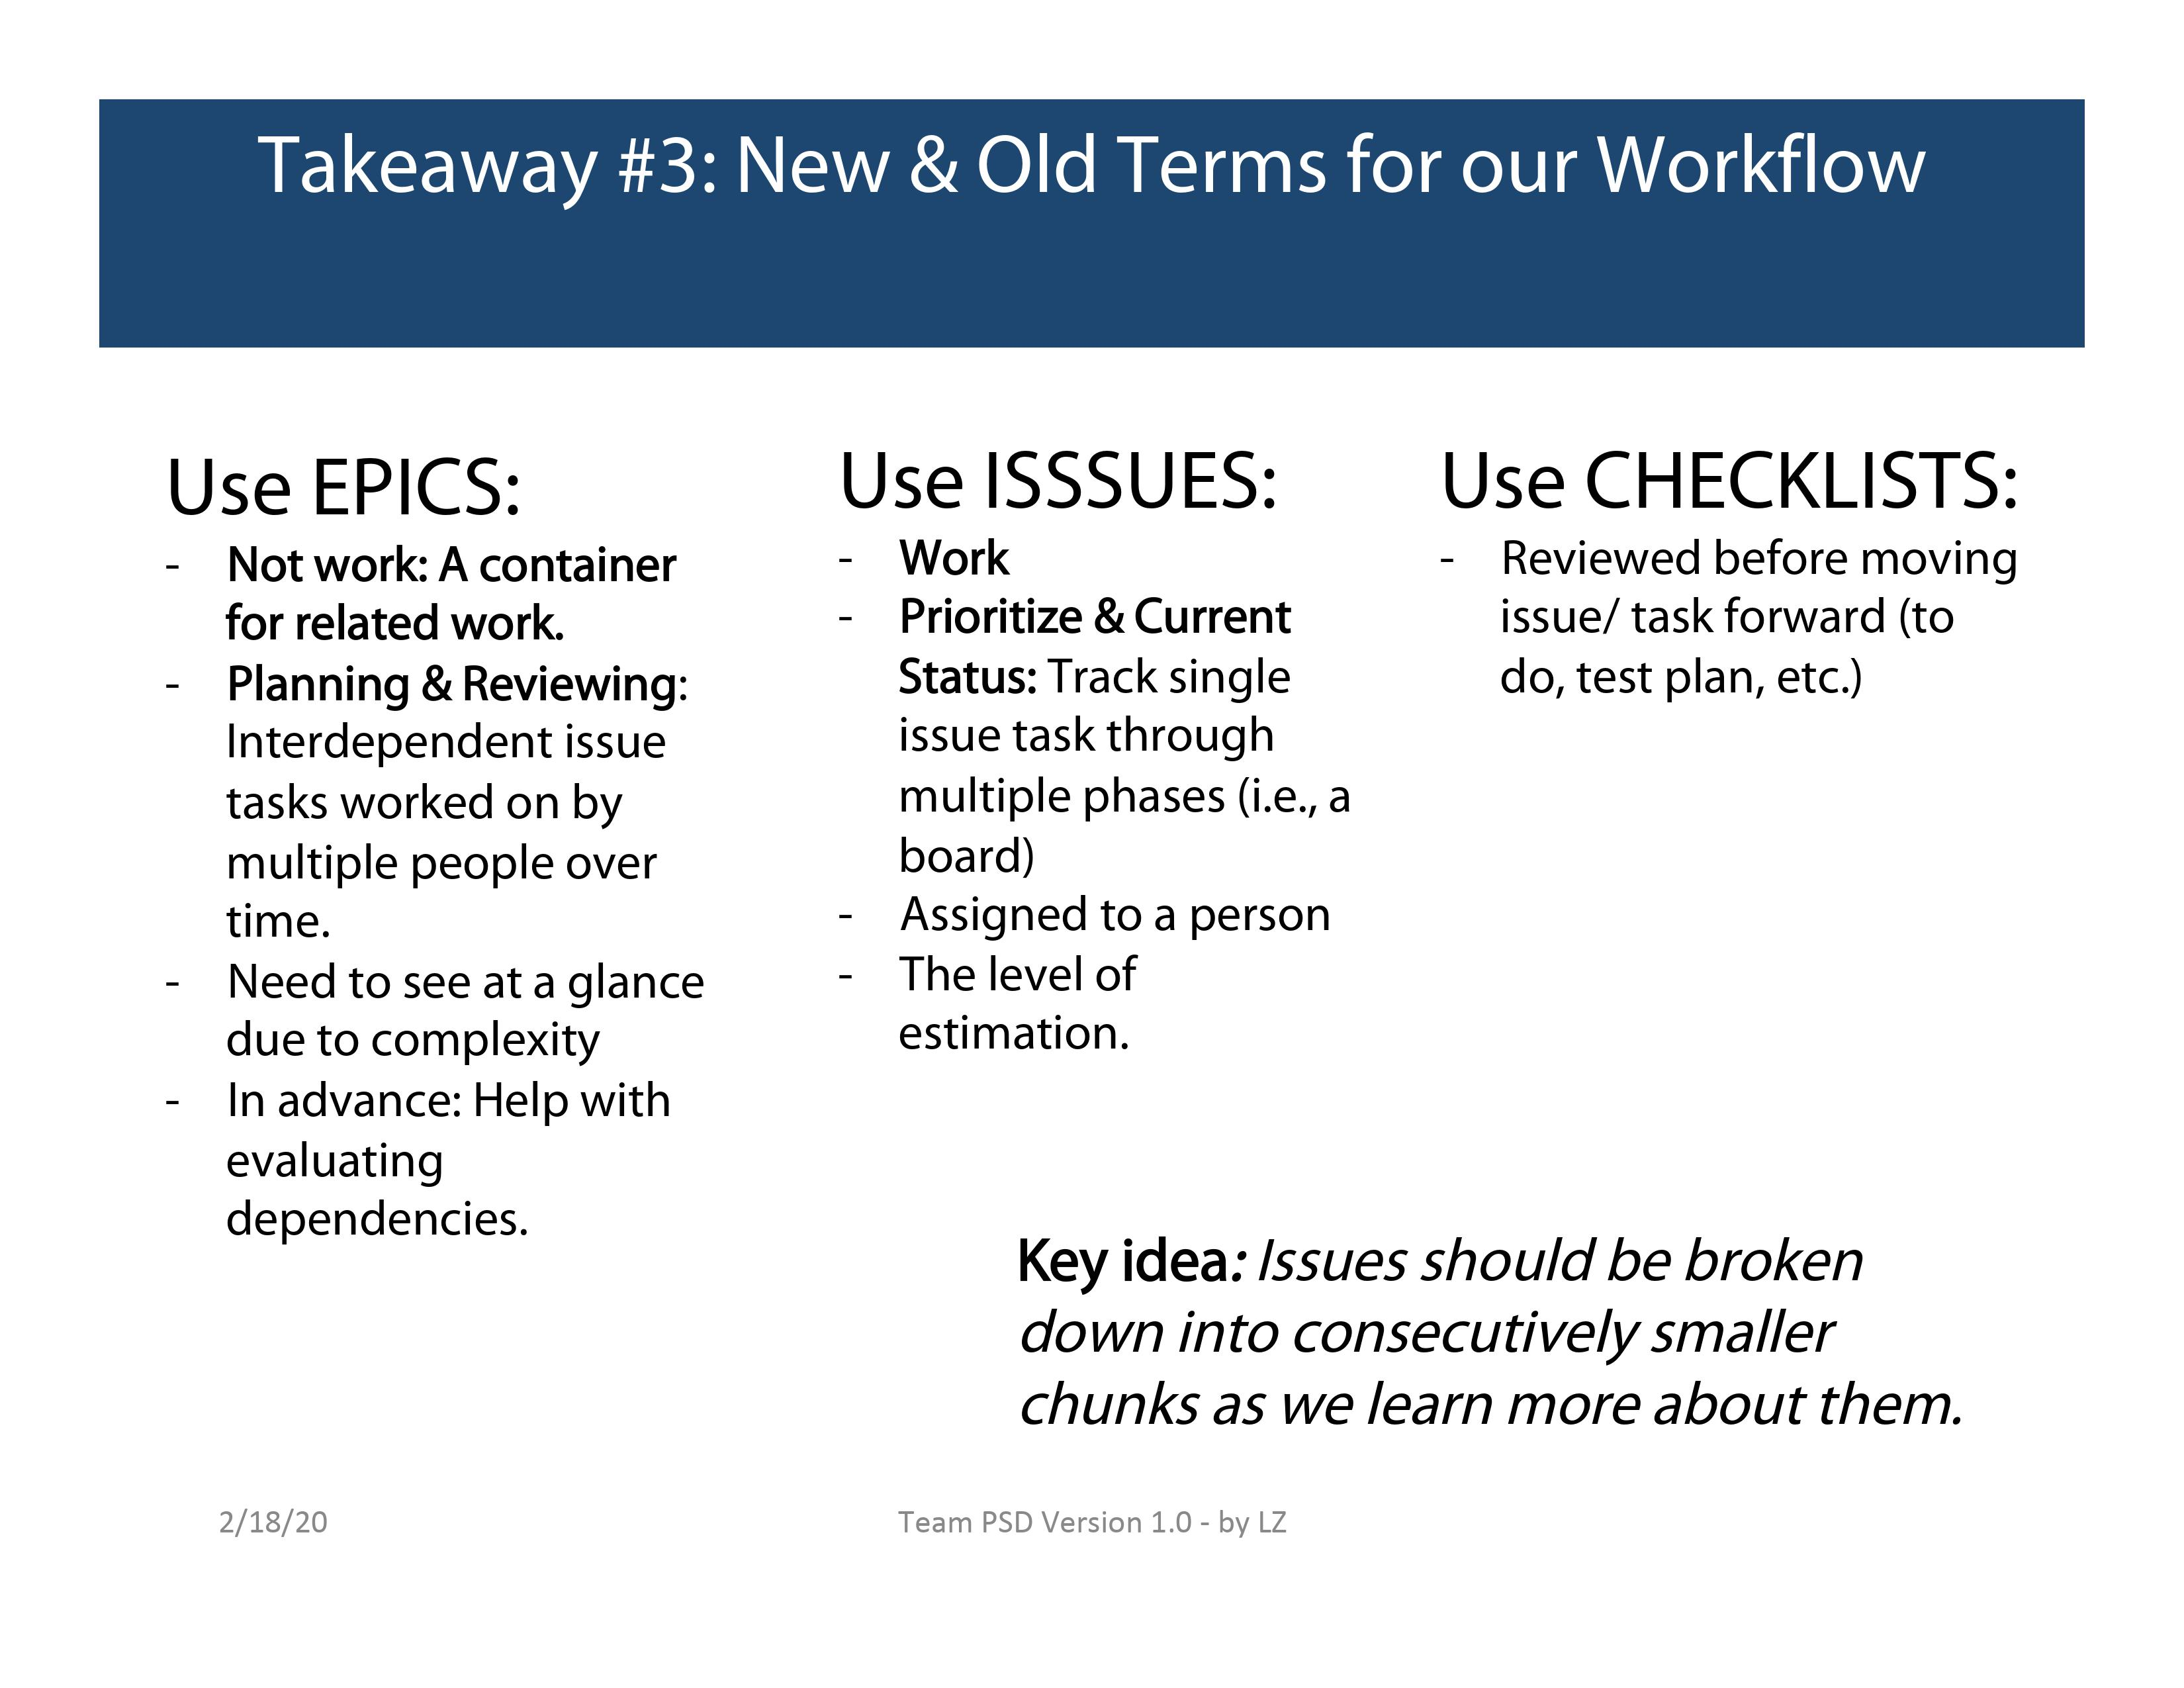 Takeaway #3: New & Old Terms for our Workflow
Use EPICS:
- Not work: A container
for related work.
- Planning & Reviewing:
Interdependent issue
tasks worked on by
multiple people over
time.
- Need to see at a glance
due to complexity
- In advance: Help with
evaluating
dependencies.
Use ISSSUES:
- Work
- Prioritize & Current
Status: Track single
issue task through
multiple phases (i.e., a
board)
- Assigned to a person
- The level of
estimation.
Use CHECKLISTS:
- Reviewed before moving
issue/ task forward (to
do, test plan, etc.)
Key idea: Issues should be broken
down into consecutively smaller
chunks as we learn more about them.
2/18/20
Team PSD Version 1.0 - by LZ